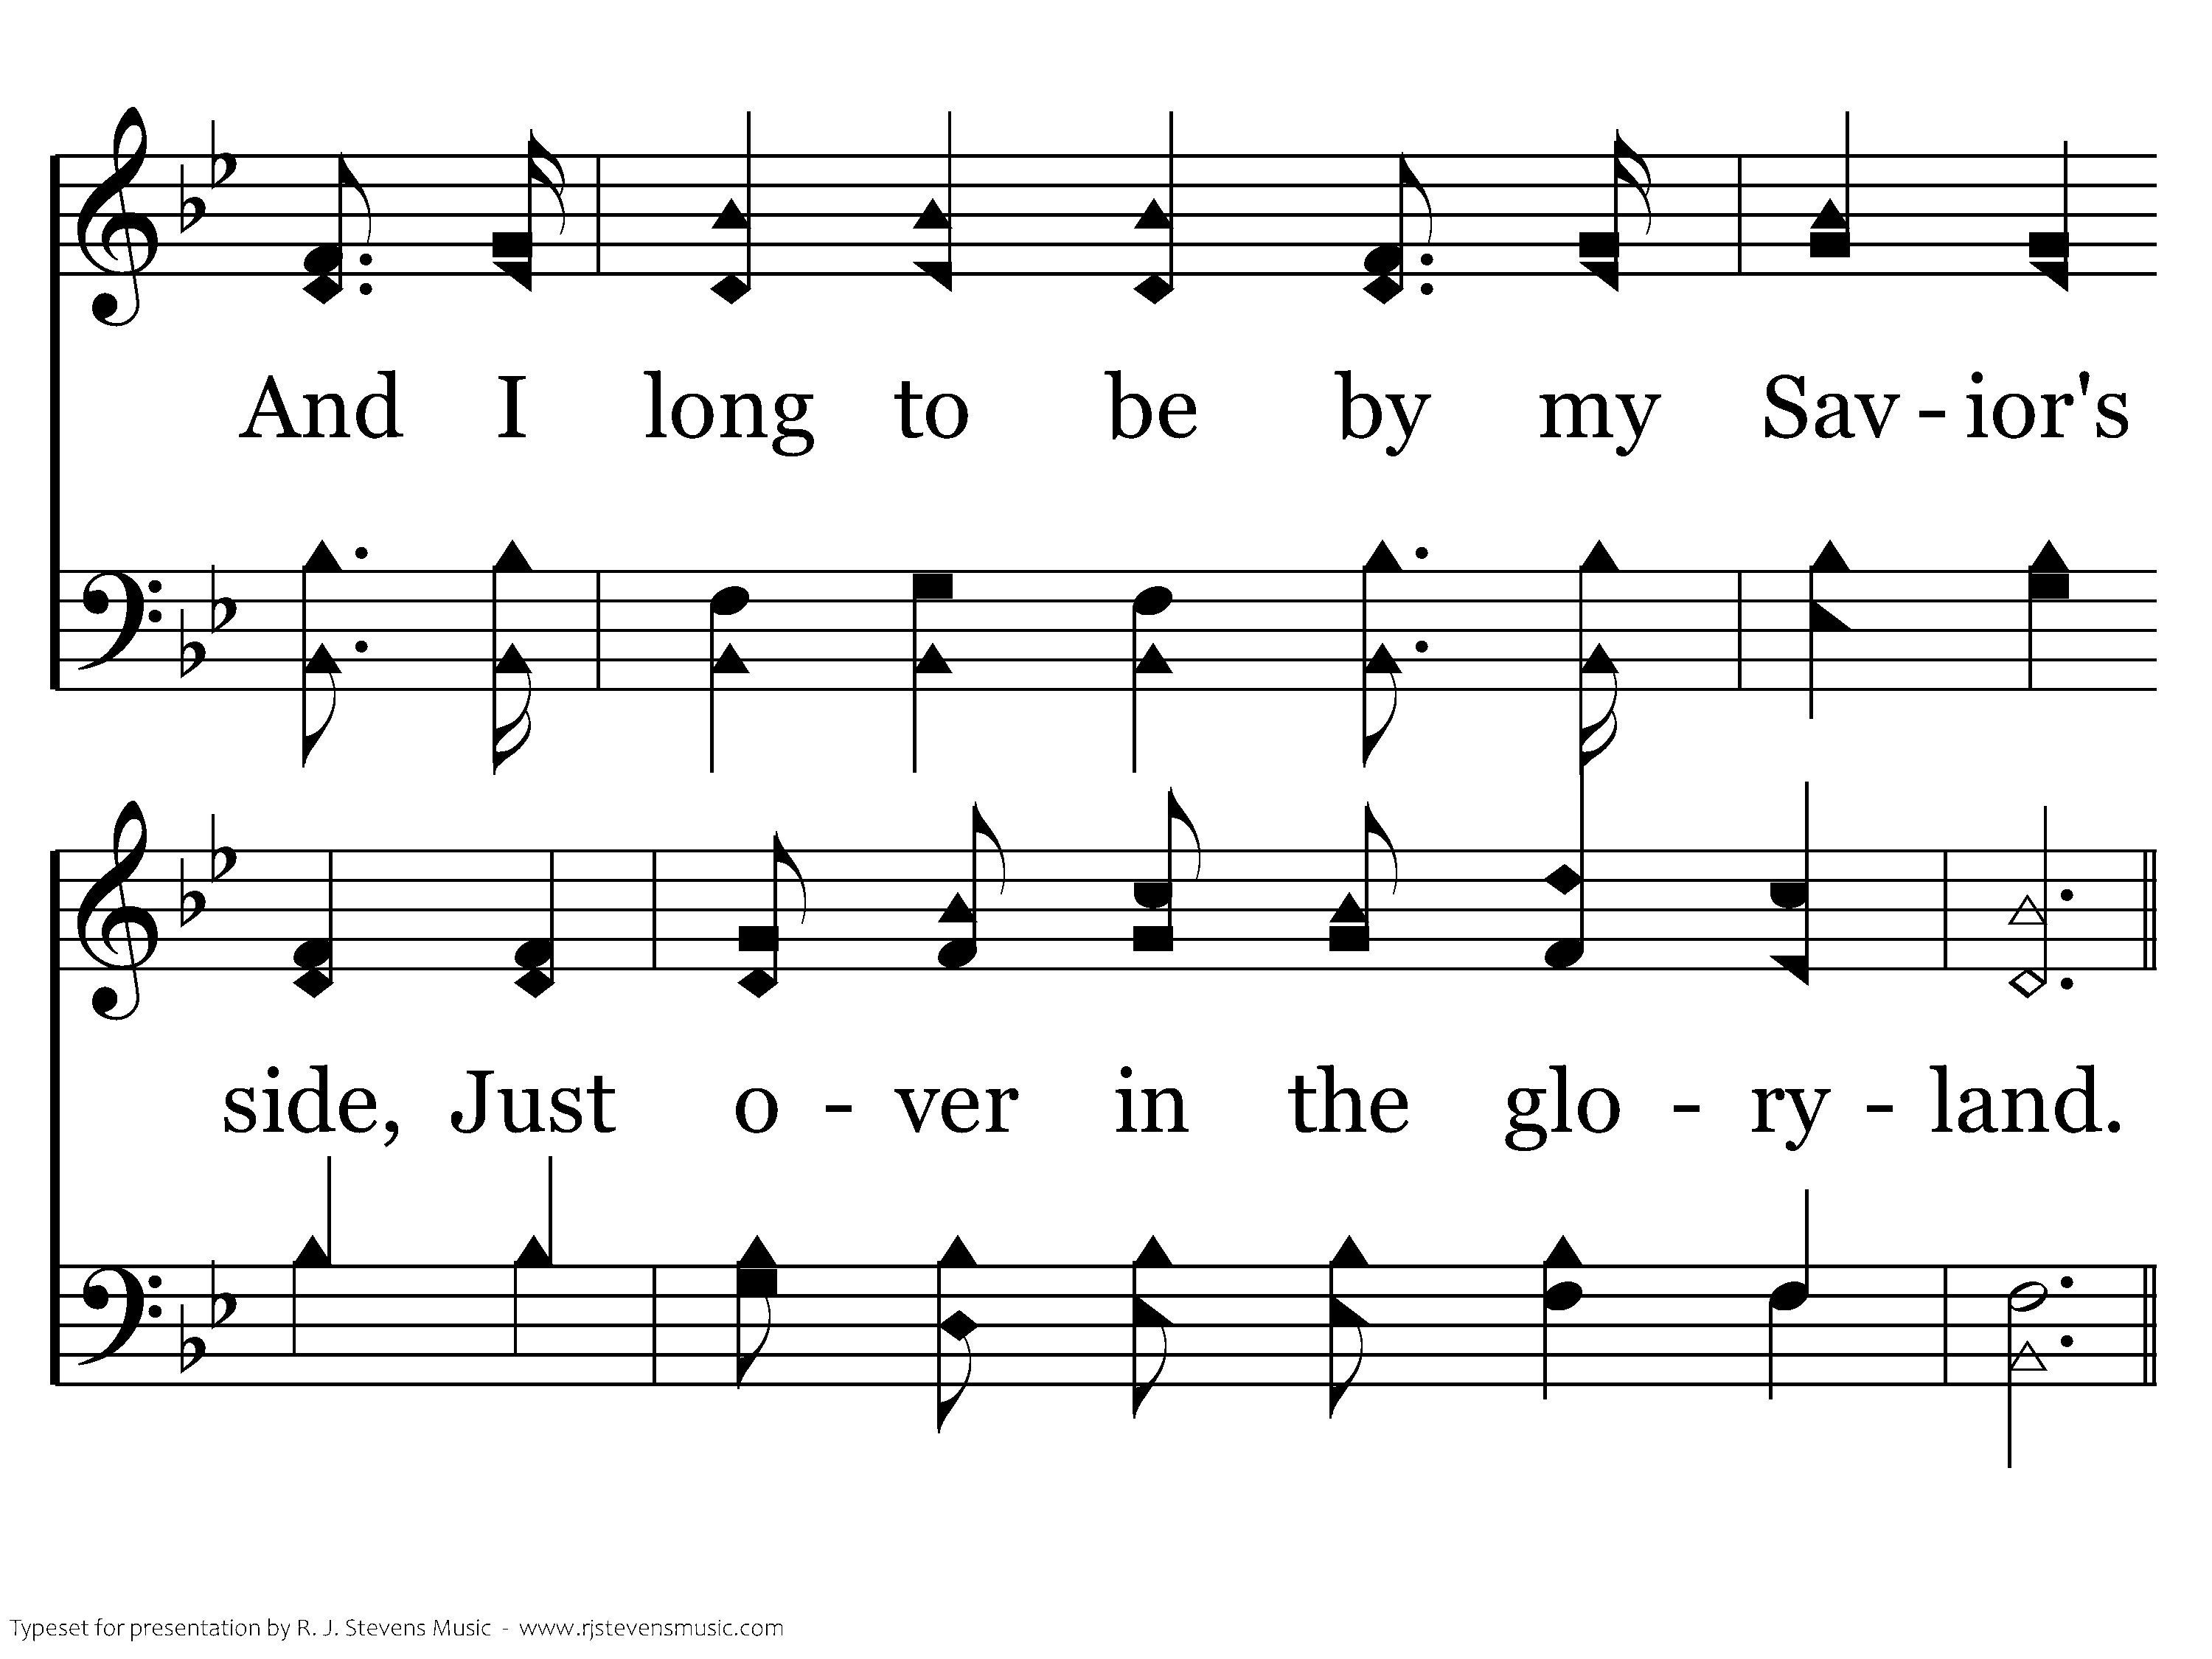 And I long to be by my Sav - ior's
side, Just o - ver in the glo - ry - land.
Typeset for presentation by R. J. Stevens Music - www.rjstevensmusic.com